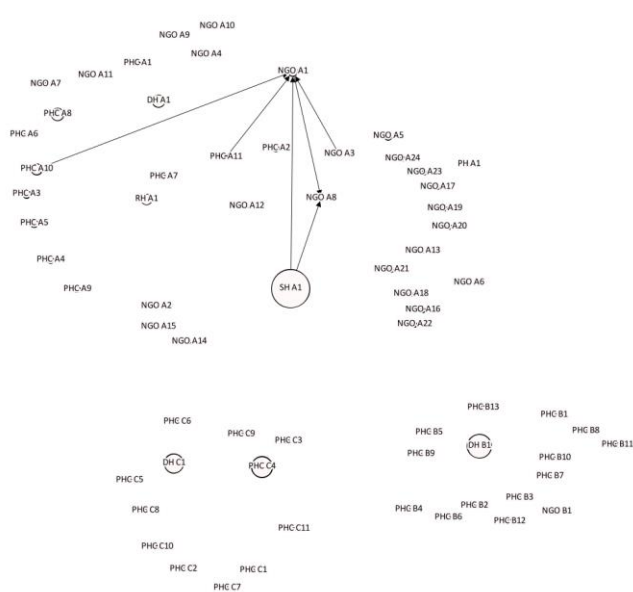 NGO A10
NGO A9
NGO A4
PHC A1
NGO A11
NGO A1
NGO A7
DH A1
PHC A8
PHC A6
NGO A5
PHC A2
NGO A3
PHC A11
NGO A24
PH A1
PHC A10
NGO A23
PHC A7
NGO A17
PHC A3
RH A1
NGO A8
NGO A12
NGO A19
PHC A5
NGO A20
NGO A13
PHC A4
NGO A21
NGO A6
PHC A9
SH A1
NGO A18
NGO A2
NGO A16
NGO A15
NGO A22
NGO A14
PHC B13
PHC B1
PHC C6
PHC B8
PHC B5
PHC C9
PHC C3
DH B1
PHC B11
PHC B9
PHC B10
DH C1
PHC C4
PHC B7
PHC C5
PHC B3
PHC B2
PHC B4
PHC C8
NGO B1
PHC B6
PHC B12
PHC C11
PHC C10
PHC C2
PHC C1
PHC C7